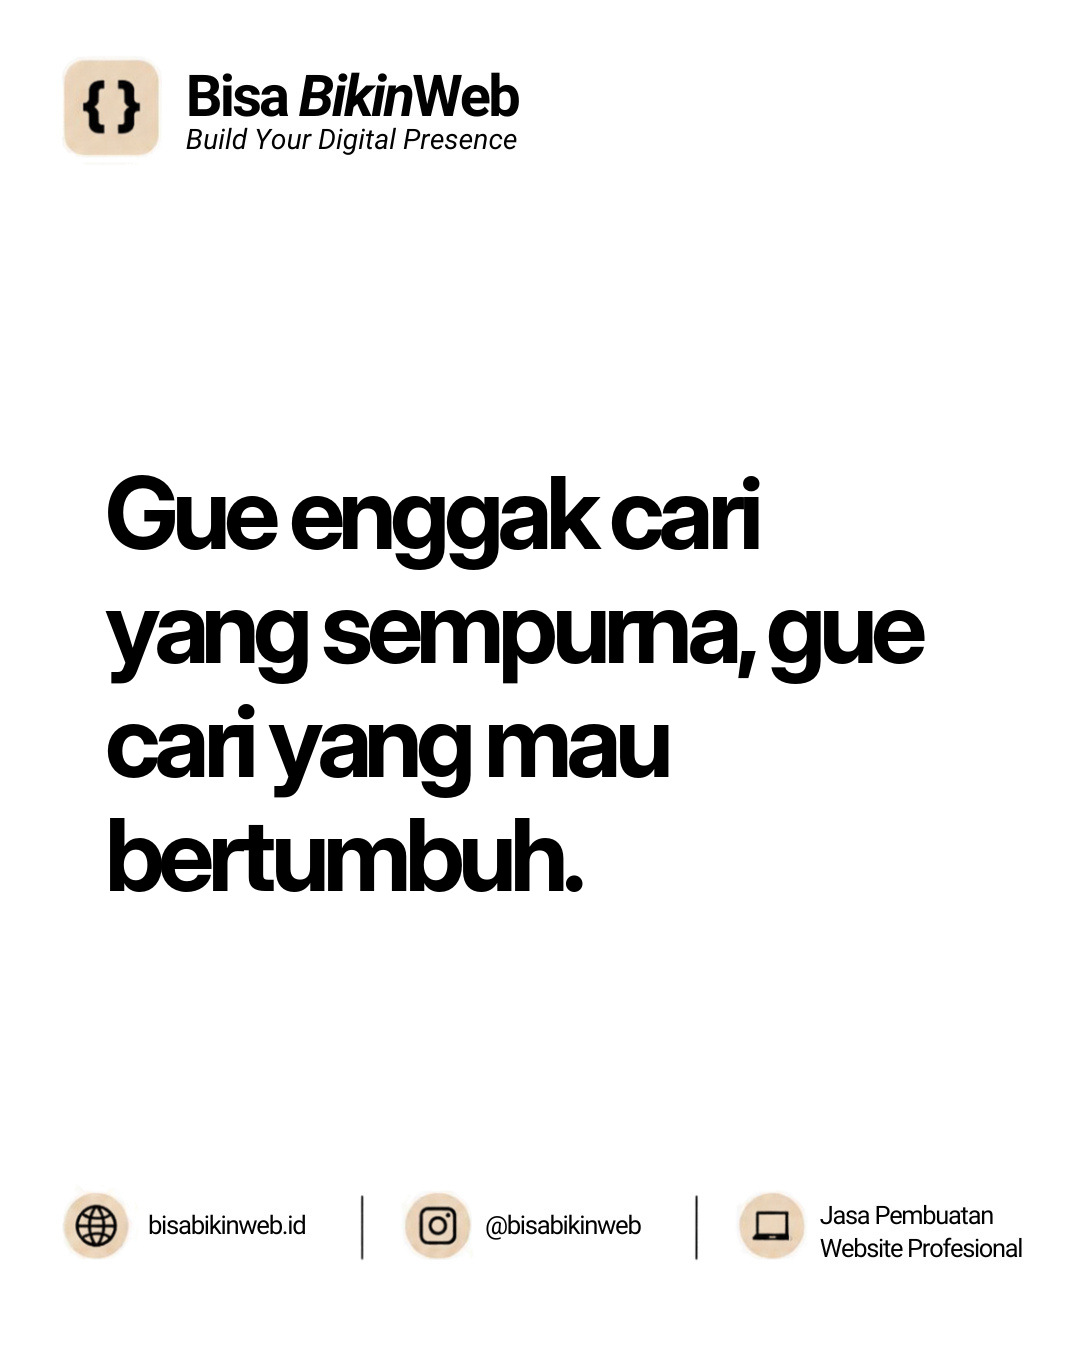 { }
Bisa BikinWeb
Build Your Digital Presence
Gue enggak cari
yang sempurna, gue
cari yang mau
bertumbuh.
bisabikinweb.id
@bisabikinweb
Jasa Pembuatan
Website Profesional